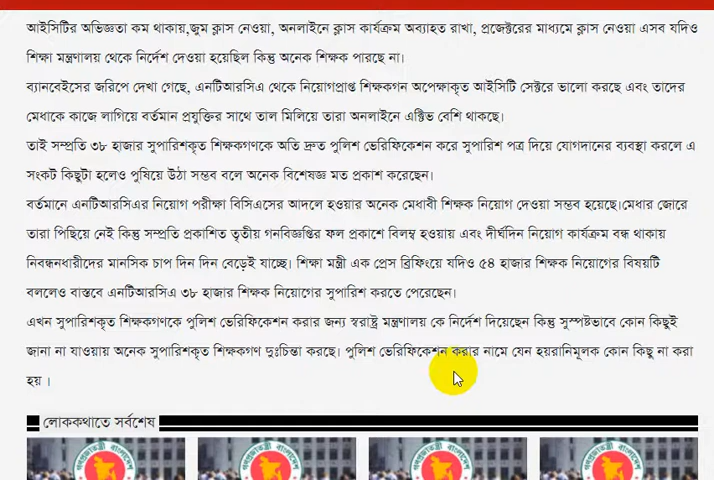 আইসিটির অভিজ্ঞতা কম থাকায়,জুম ক্লাস নেওয়া, অনলাইনে ক্লাস কার্যক্রম অব্যাহত রাখা, প্রজেক্টরের মাধ্যমে ক্লাস নেওয়া এসব যদিও
শিক্ষা মন্ত্রণালয় থেকে নির্দেশ দেওয়া হয়েছিল কিন্তু অনেক শিক্ষক পারছে না।
ব্যানবেইসের জরিপে দেখা গেছে, এনটিআরসিএ থেকে নিয়োগপ্রাপ্ত শিক্ষকগন অপেক্ষাকৃত আইসিটি সেক্টরে ভালো করছে এবং তাদের
মেধাকে কাজে লাগিয়ে বর্তমান প্রযুক্তির সাথে তাল মিলিয়ে তারা অনলাইনে এক্টিভ বেশি থাকছে।
তাই সম্প্রতি ৩৮ হাজার সুপারিশকৃত শিক্ষকগণকে অতি দ্রুত পুলিশ ভেরিফিকেশন করে সুপারিশ পত্র দিয়ে যোগদানের ব্যবস্থা করলে এ
সংকট কিছুটা হলেও পুষিয়ে উঠা সম্ভব বলে অনেক বিশেষজ্ঞ মত প্রকাশ করেছেন।
বর্তমানে এনটিআরসিএর নিয়োগ পরীক্ষা বিসিএসের আদলে হওয়ার অনেক মেধাবী শিক্ষক নিয়োগ দেওয়া সম্ভব হয়েছে।মেধার জোরে
তারা পিছিয়ে নেই কিন্তু সম্প্রতি প্রকাশিত তৃতীয় গনবিজ্ঞপ্তির ফল প্রকাশে বিলম্ব হওয়ায় এবং দীর্ঘদিন নিয়োগ কার্যক্রম বন্ধ থাকায়
নিবন্ধনধারীদের মানসিক চাপ দিন দিন বেড়েই যাচ্ছে। শিক্ষা মন্ত্রী এক প্রেস ব্রিফিংয়ে যদিও ৫৪ হাজার শিক্ষক নিয়োগের বিষয়টি
বললেও বাস্তবে এনটিআরসিএ ৩৮ হাজার শিক্ষক নিয়োগের সুপারিশ করতে পেরেছেন।
এখন সুপারিশকৃত শিক্ষকগণকে পুলিশ ভেরিফিকেশন করার জন্য স্বরাষ্ট্র মন্ত্রণালয় কে নির্দেশ দিয়েছেন কিন্তু সুস্পষ্টভাবে কোন কিছুই
জানা না যাওয়ায় অনেক সুপারিশকৃত শিক্ষকগণ দুঃচিন্তা করছে। পুলিশ ভেরিফিকেশন করার নামে যেন হয়রানিমূলক কোন কিছু না করা
হয় ।
লোককথাতে সর্বশেষ